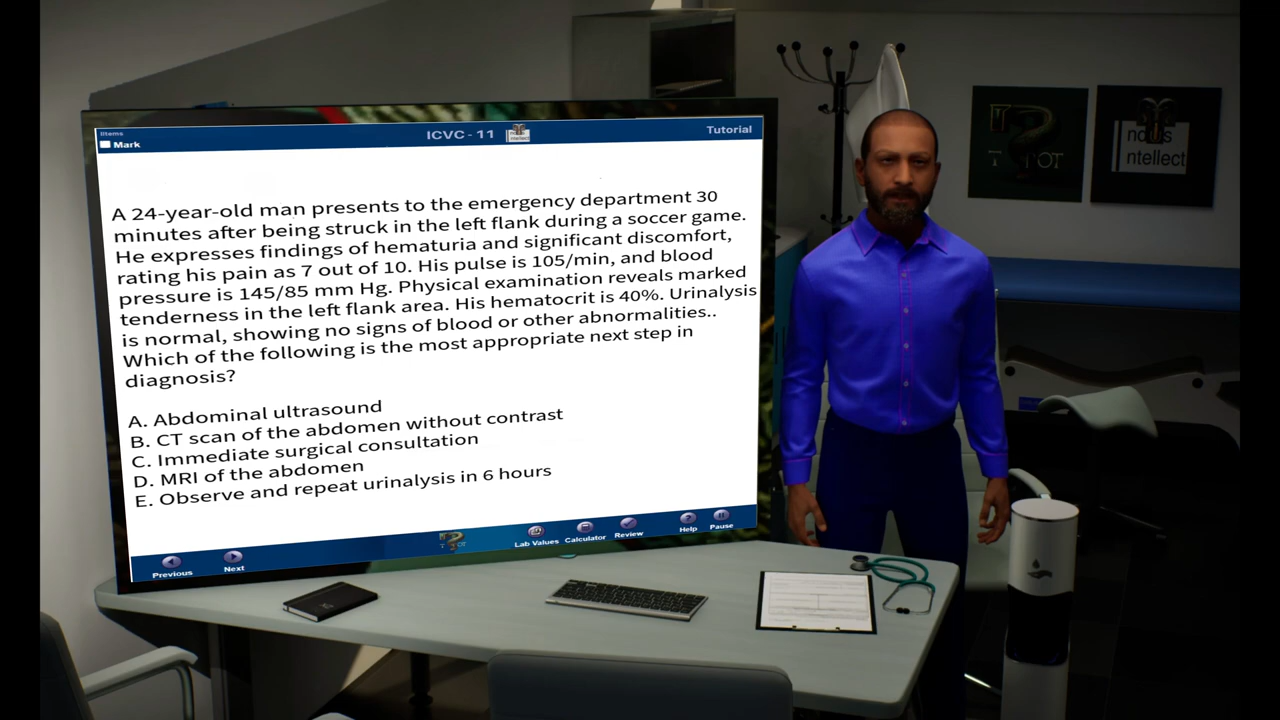 Items
Mark
ICVC - 11
Intellect
Tutorial
A 24-year-old man presents to the emergency department 30
minutes after being struck in the left flank during a soccer game.
He expresses findings of hematuria and significant discomfort,
rating his pain as 7 out of 10. His pulse is 105/min, and blood
pressure is 145/85 mm Hg. Physical examination reveals marked
tenderness in the left flank area. His hematocrit is 40%. Urinalysis
is normal, showing no signs of blood or other abnormalities..
Which of the following is the most appropriate next step in
diagnosis?
A. Abdominal ultrasound
B. CT scan of the abdomen without contrast
C. Immediate surgical consultation
D. MRI of the abdomen
E. Observe and repeat urinalysis in 6 hours
Previous
Next
Lab Values
Calculator
Review
Help
Pause
ntellect